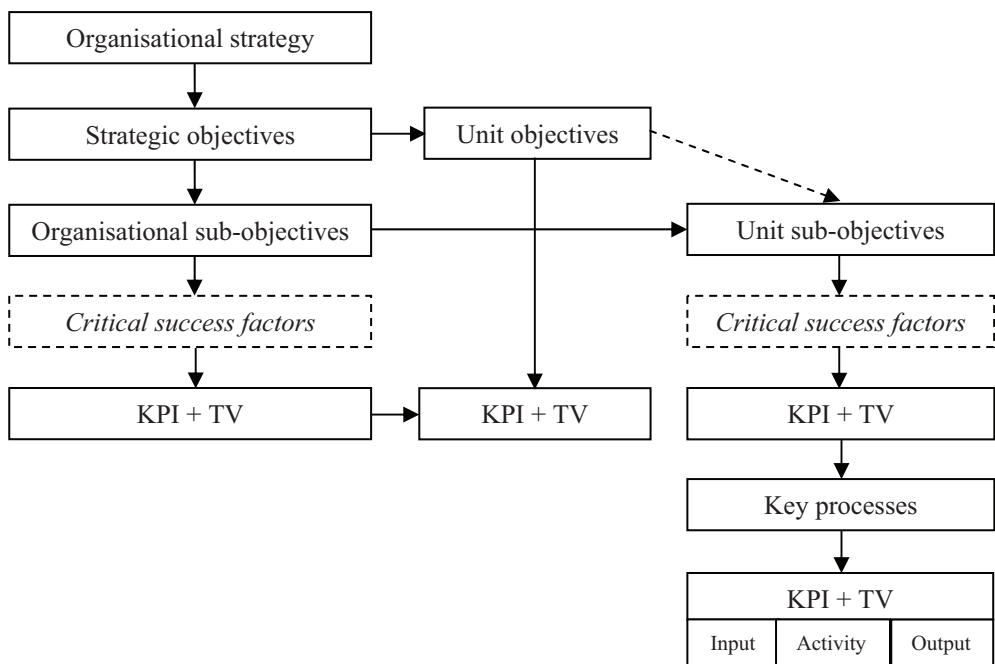 Organisational strategy
Strategic objectives
Unit objectives
Organisational sub-objectives
Unit sub-objectives
Critical success factors
Critical success factors
KPI + TV
KPI + TV
KPI + TV
Key processes
KPI + TV
Input
Activity
Output